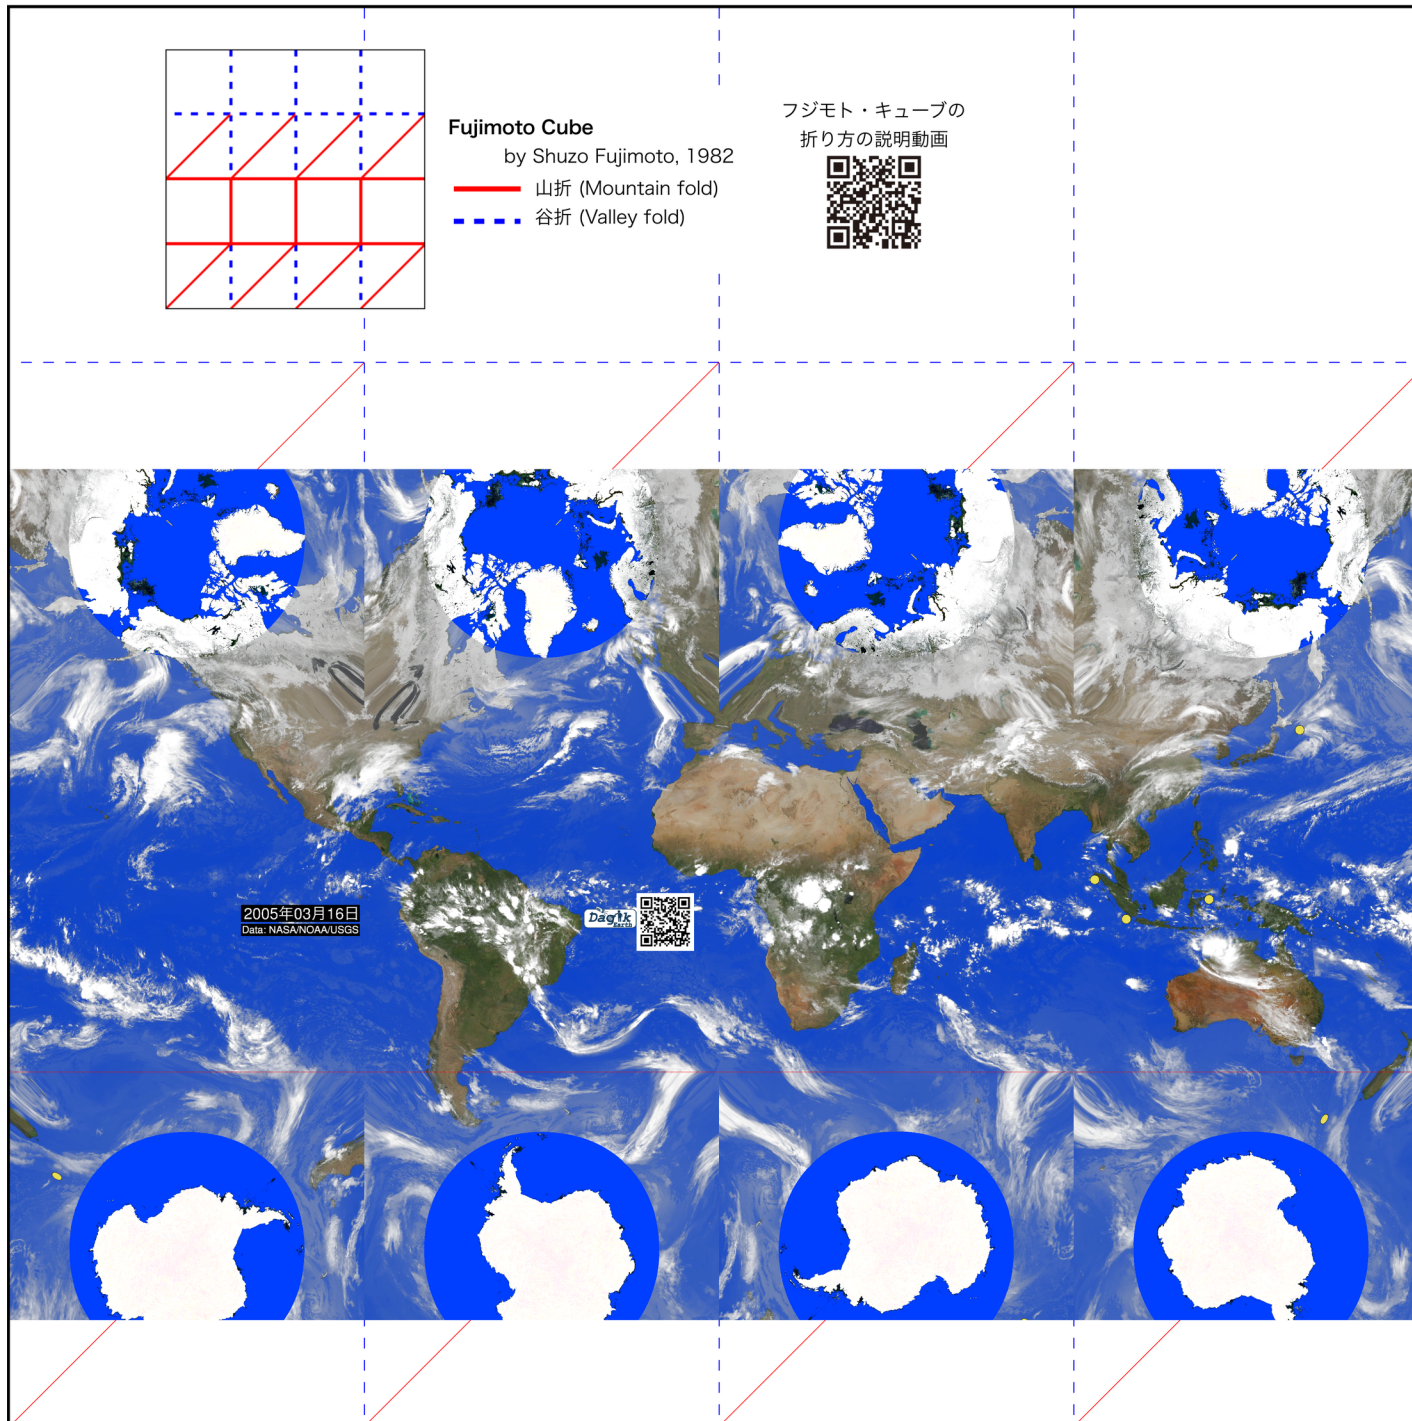 Fujimoto Cube
by Shuzo Fujimoto, 1982
山折 (Mountain fold)
谷折 (Valley fold)
フジモト・キューブの
折り方の説明動画
2005年03月16日
Data: NASA/NOAA/USGS
Dagik
Earth